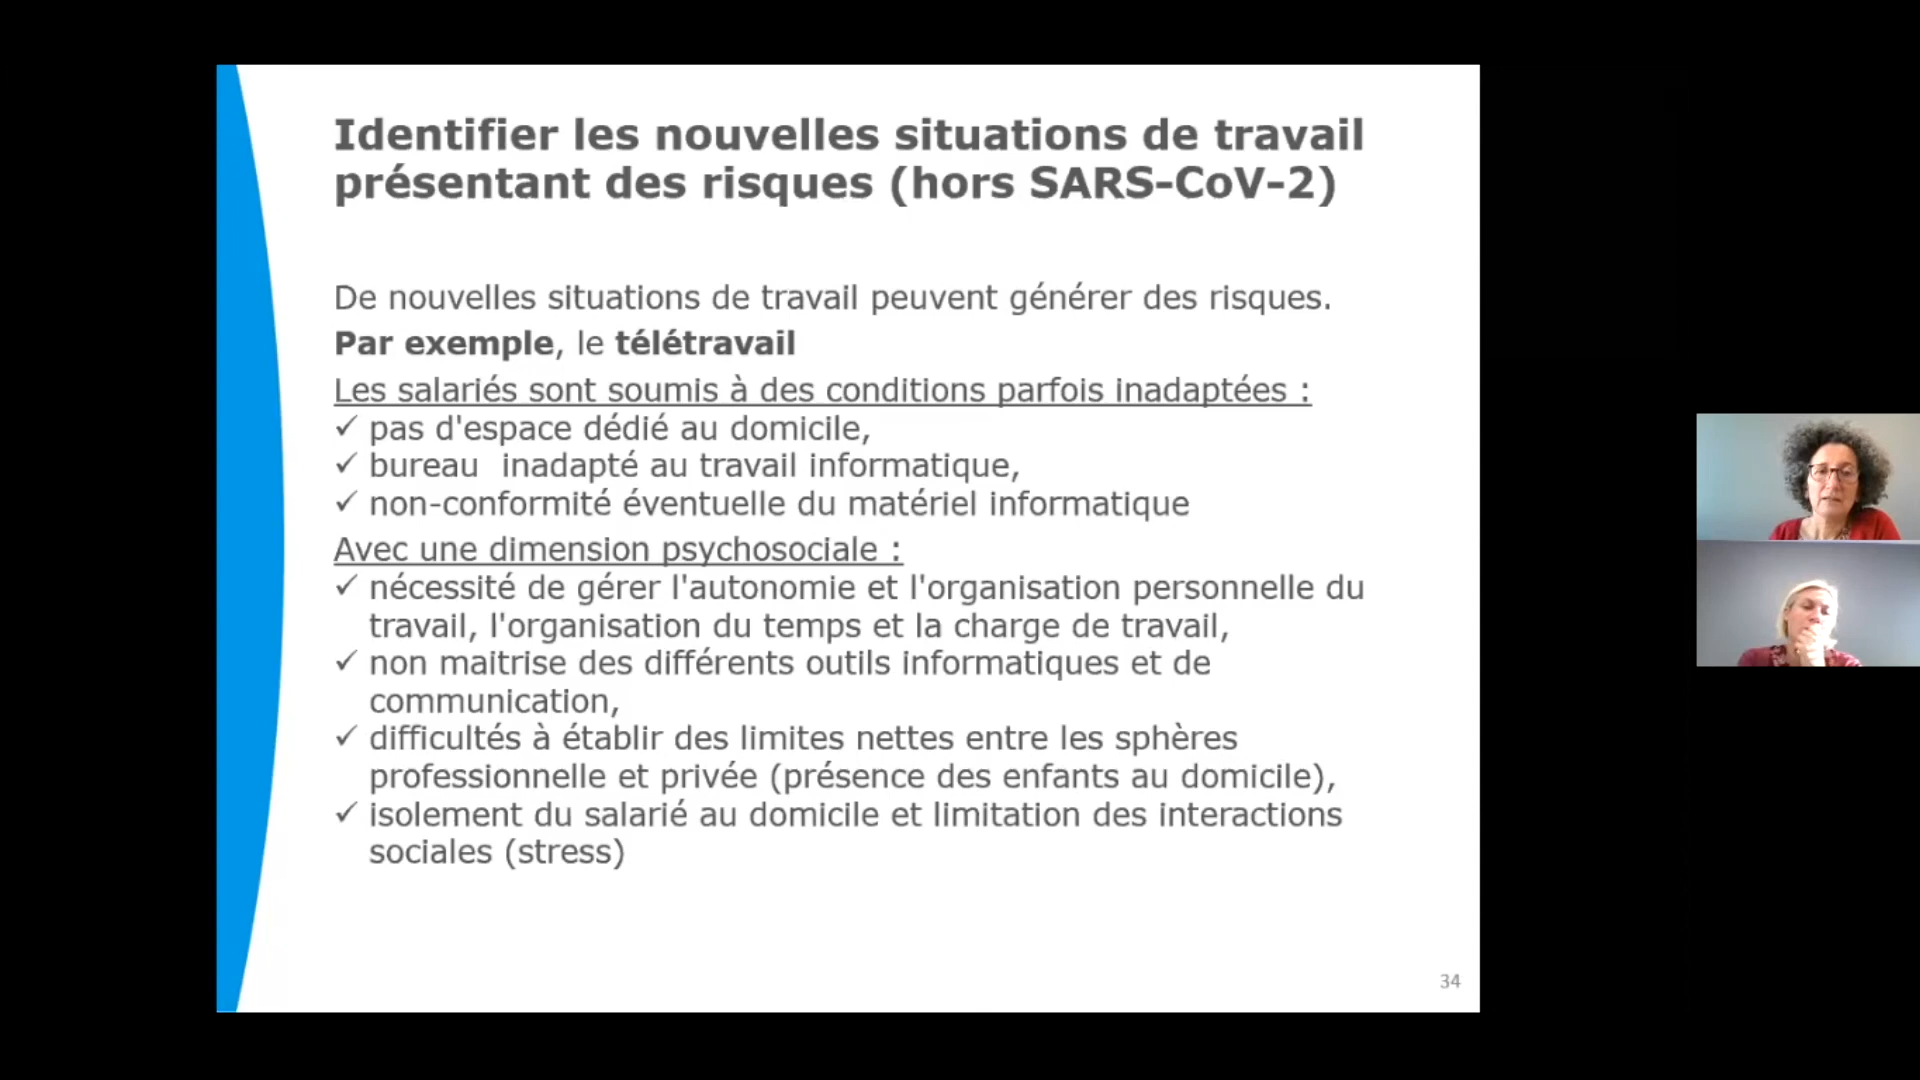 Identifier les nouvelles situations de travail
présentant des risques (hors SARS-CoV-2)
De nouvelles situations de travail peuvent générer des risques.
Par exemple, le télétravail
Les salariés sont soumis à des conditions parfois inadaptées :
✓ pas d'espace dédié au domicile,
✓ bureau  inadapté au travail informatique,
✓ non-conformité éventuelle du matériel informatique
Avec une dimension psychosociale :
✓ nécessité de gérer l'autonomie et l'organisation personnelle du
travail, l'organisation du temps et la charge de travail,
✓ non maitrise des différents outils informatiques et de
communication,
✓ difficultés à établir des limites nettes entre les sphères
professionnelle et privée (présence des enfants au domicile),
✓ isolement du salarié au domicile et limitation des interactions
sociales (stress)
34